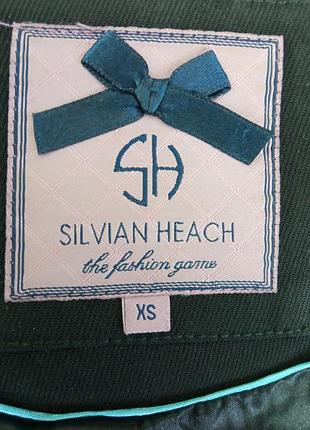 SH
SILVIAN HEACH
the fashion game
XS